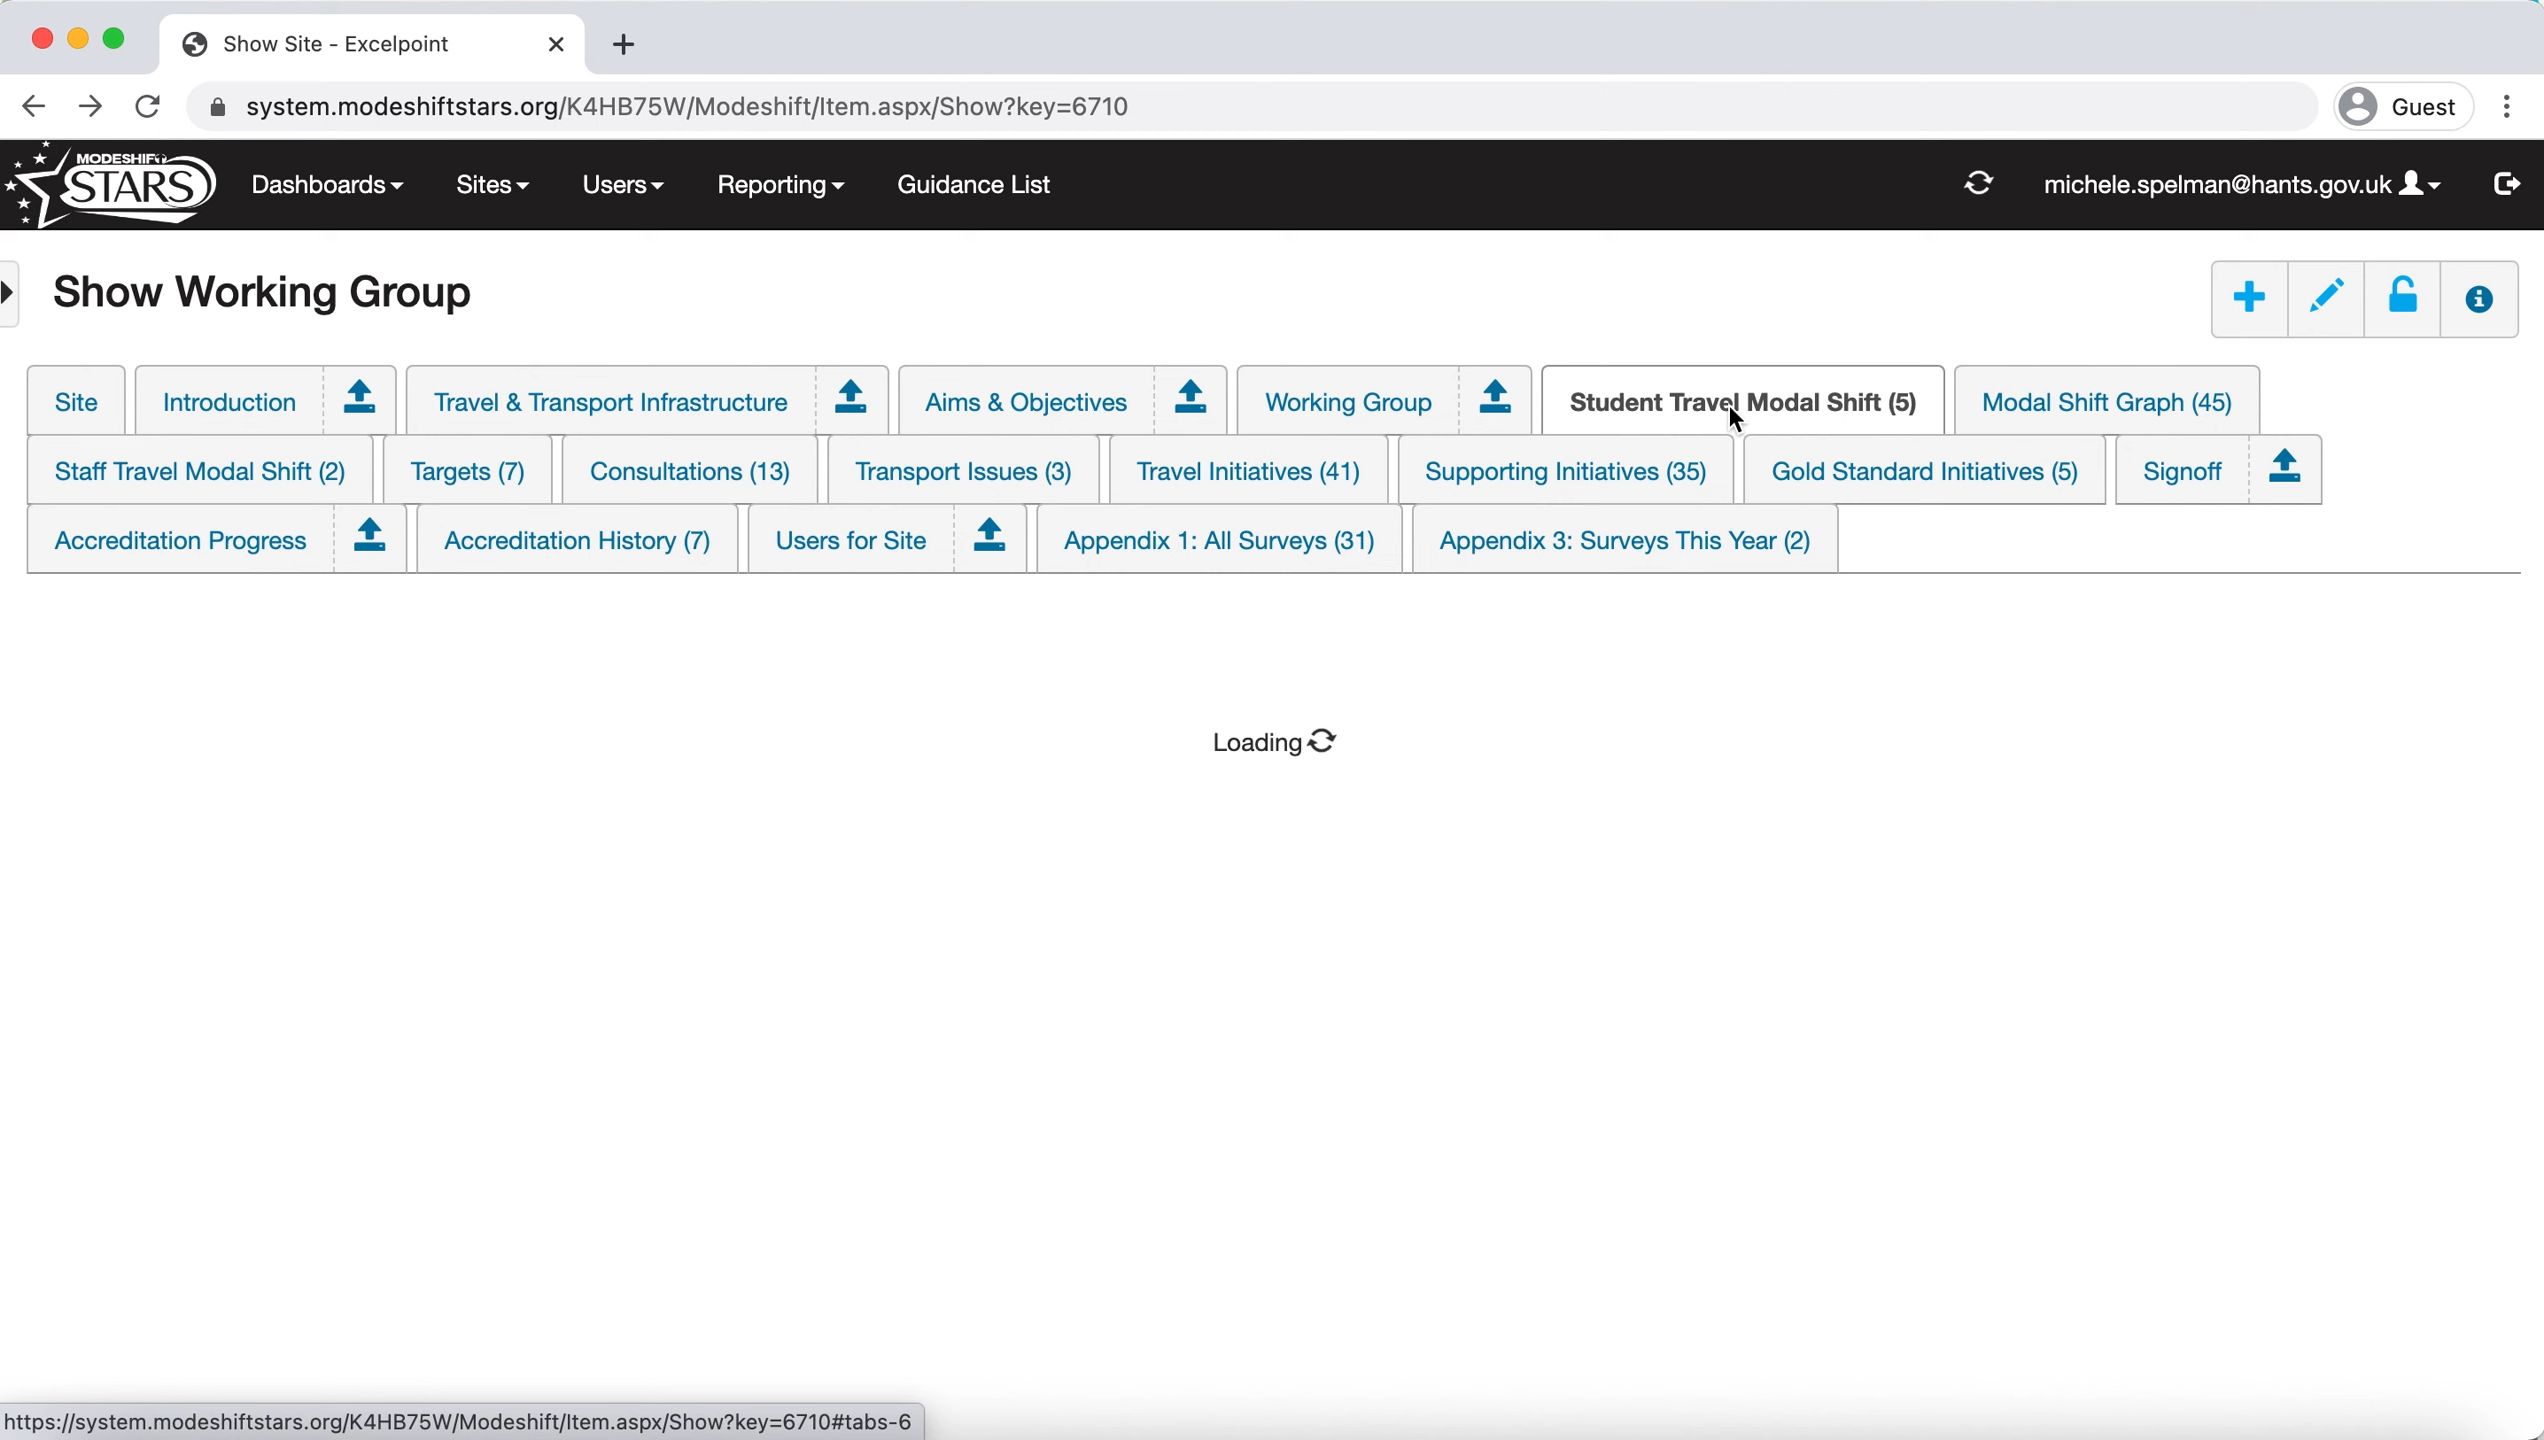 Show Site - Excelpoint
system.modeshiftstars.org/K4HB75W/Modeshift/Item.aspx/Show?key=6710
Guest
MODESHIFT
STARS
Dashboards Sites Users Reporting Guidance List michele.spelman@hants.gov.uk
Show Working Group
Site Introduction Travel & Transport Infrastructure Aims & Objectives Working Group Student Travel Modal Shift (5) Modal Shift Graph (45)
Staff Travel Modal Shift (2) Targets (7) Consultations (13) Transport Issues (3) Travel Initiatives (41) Supporting Initiatives (35) Gold Standard Initiatives (5) Signoff
Accreditation Progress Accreditation History (7) Users for Site Appendix 1: All Surveys (31) Appendix 3: Surveys This Year (2)
Loading
https://system.modeshiftstars.org/K4HB75W/Modeshift/Item.aspx/Show?key=6710#tabs-6